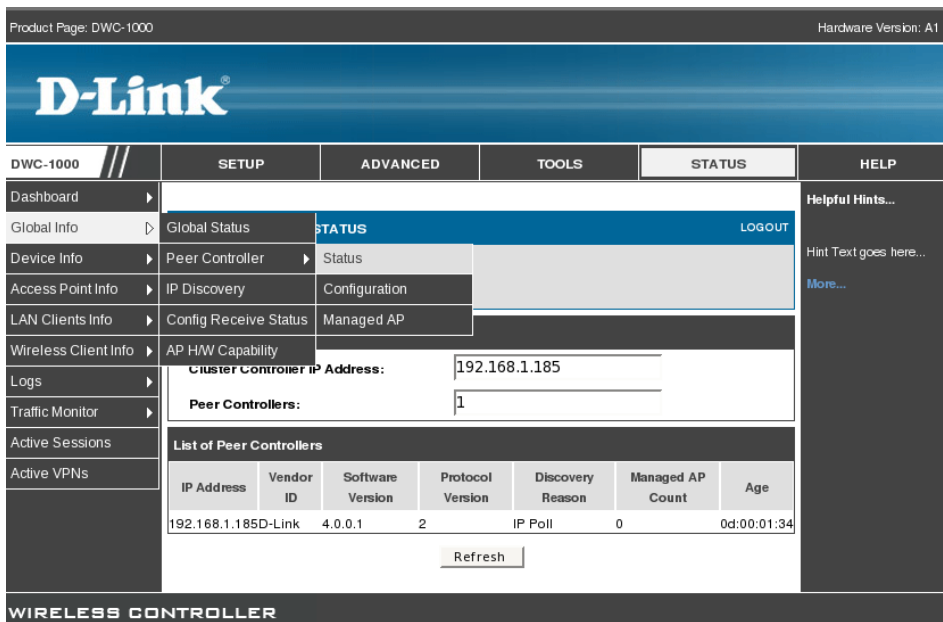 Product Page: DWC-1000
Hardware Version: A1
D-Link®
DWC-1000
SETUP
ADVANCED
TOOLS
STATUS
HELP
Dashboard
Global Info
Device Info
Access Point Info
LAN Clients Info
Wireless Client Info
Logs
Traffic Monitor
Active Sessions
Active VPNs
Global Status
Peer Controller
IP Discovery
Config Receive Status
AP H/W Capability
Status
Configuration
Managed AP
STATUS
LOGOUT
Helpful Hints...
Hint Text goes here...
More...
Cluster Controller IP Address:
192.168.1.185
Peer Controllers:
1
List of Peer Controllers
IP Address
Vendor ID
Software Version
Protocol Version
Discovery Reason
Managed AP Count
Age
192.168.1.185 D-Link 4.0.0.1 2 IP Poll 0 0d:00:01:34
Refresh
WIRELESS CONTROLLER